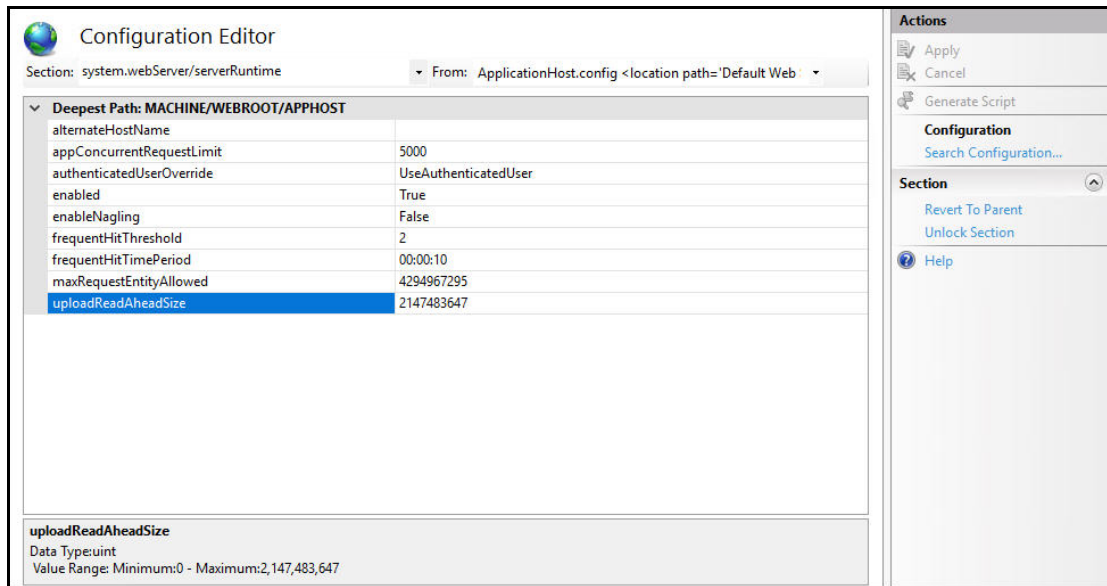 Configuration Editor
Section: system.webServer/serverRuntime From: ApplicationHost.config <location path='Default Web
Deepest Path: MACHINE/WEBROOT/APPHOST
alternateHostName
appConcurrentRequestLimit 5000
authenticatedUserOverride UseAuthenticatedUser
enabled True
enableNagling False
frequentHitThreshold 2
frequentHitTimePeriod 00:00:10
maxRequestEntityAllowed 4294967295
uploadReadAheadSize 2147483647
uploadReadAheadSize
Data Type:uint
Value Range: Minimum:0 - Maximum:2,147,483,647
Actions
Apply
Cancel
Generate Script
Configuration
Search Configuration...
Section
Revert To Parent
Unlock Section
Help